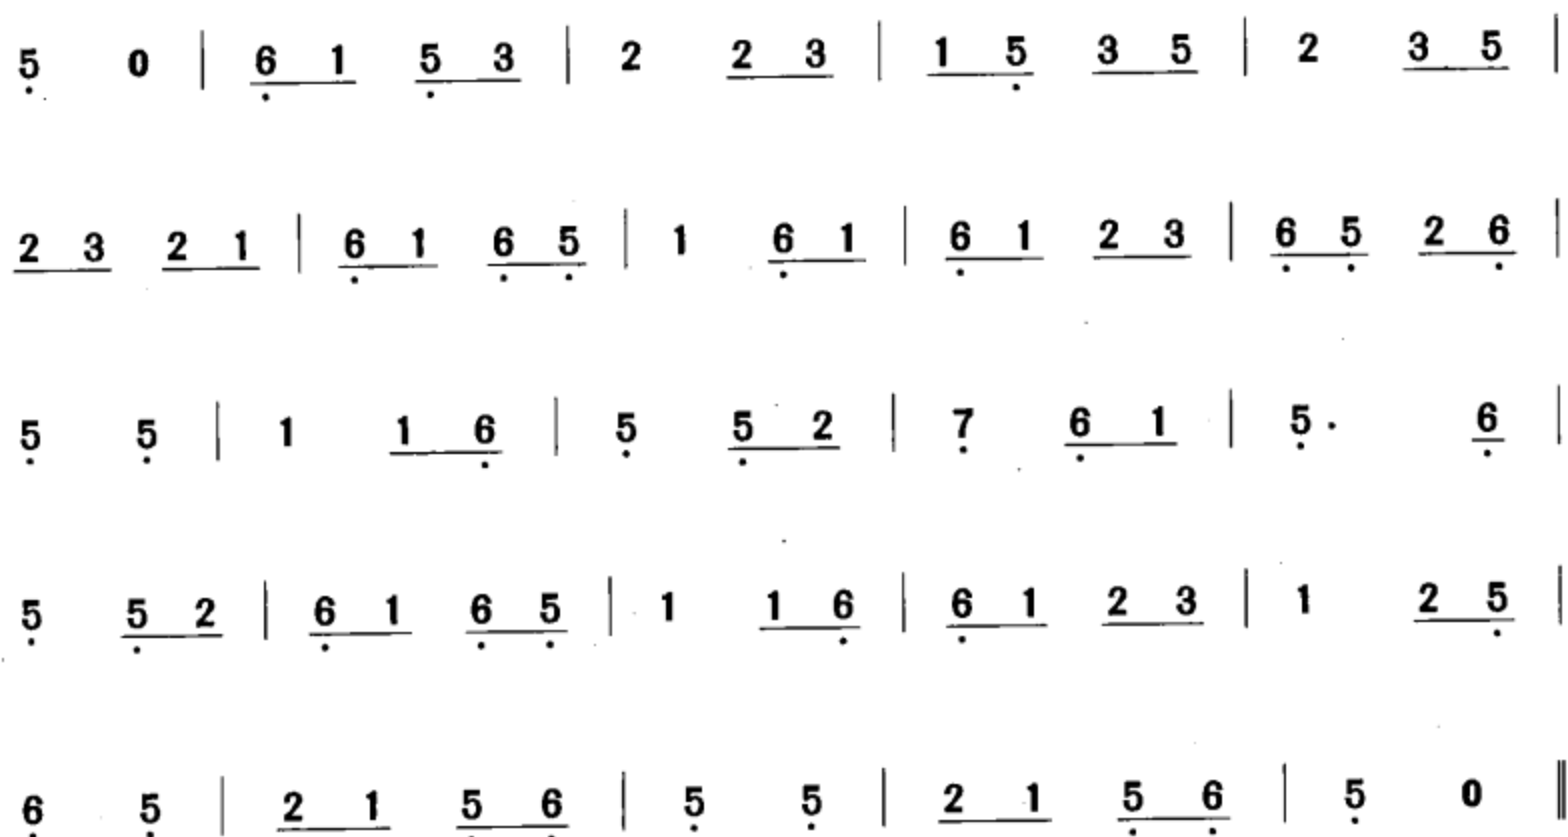 5̣ 0 | 6̣ 1 5̣ 3 | 2 2 3 | 1 5̣ 3 5 | 2 3 5 |
2 3 2 1 | 6̣ 1 6̣ 5̣ | 1 6̣ 1 | 6̣ 1 2 3 | 6̣ 5̣ 2 6̣ |
5̣ 5̣ | 1 1 6̣ | 5̣ 5̣ 2 | 7̣ 6̣ 1 | 5̣· 6̣ |
5̣ 5̣ 2 | 6̣ 1 6̣ 5̣ | 1 1 6̣ | 6̣ 1 2 3 | 1 2 5̣ |
6̣ 5̣ | 2 1 5̣ 6̣ | 5̣ 5̣ | 2 1 5̣ 6̣ | 5̣ 0 ‖